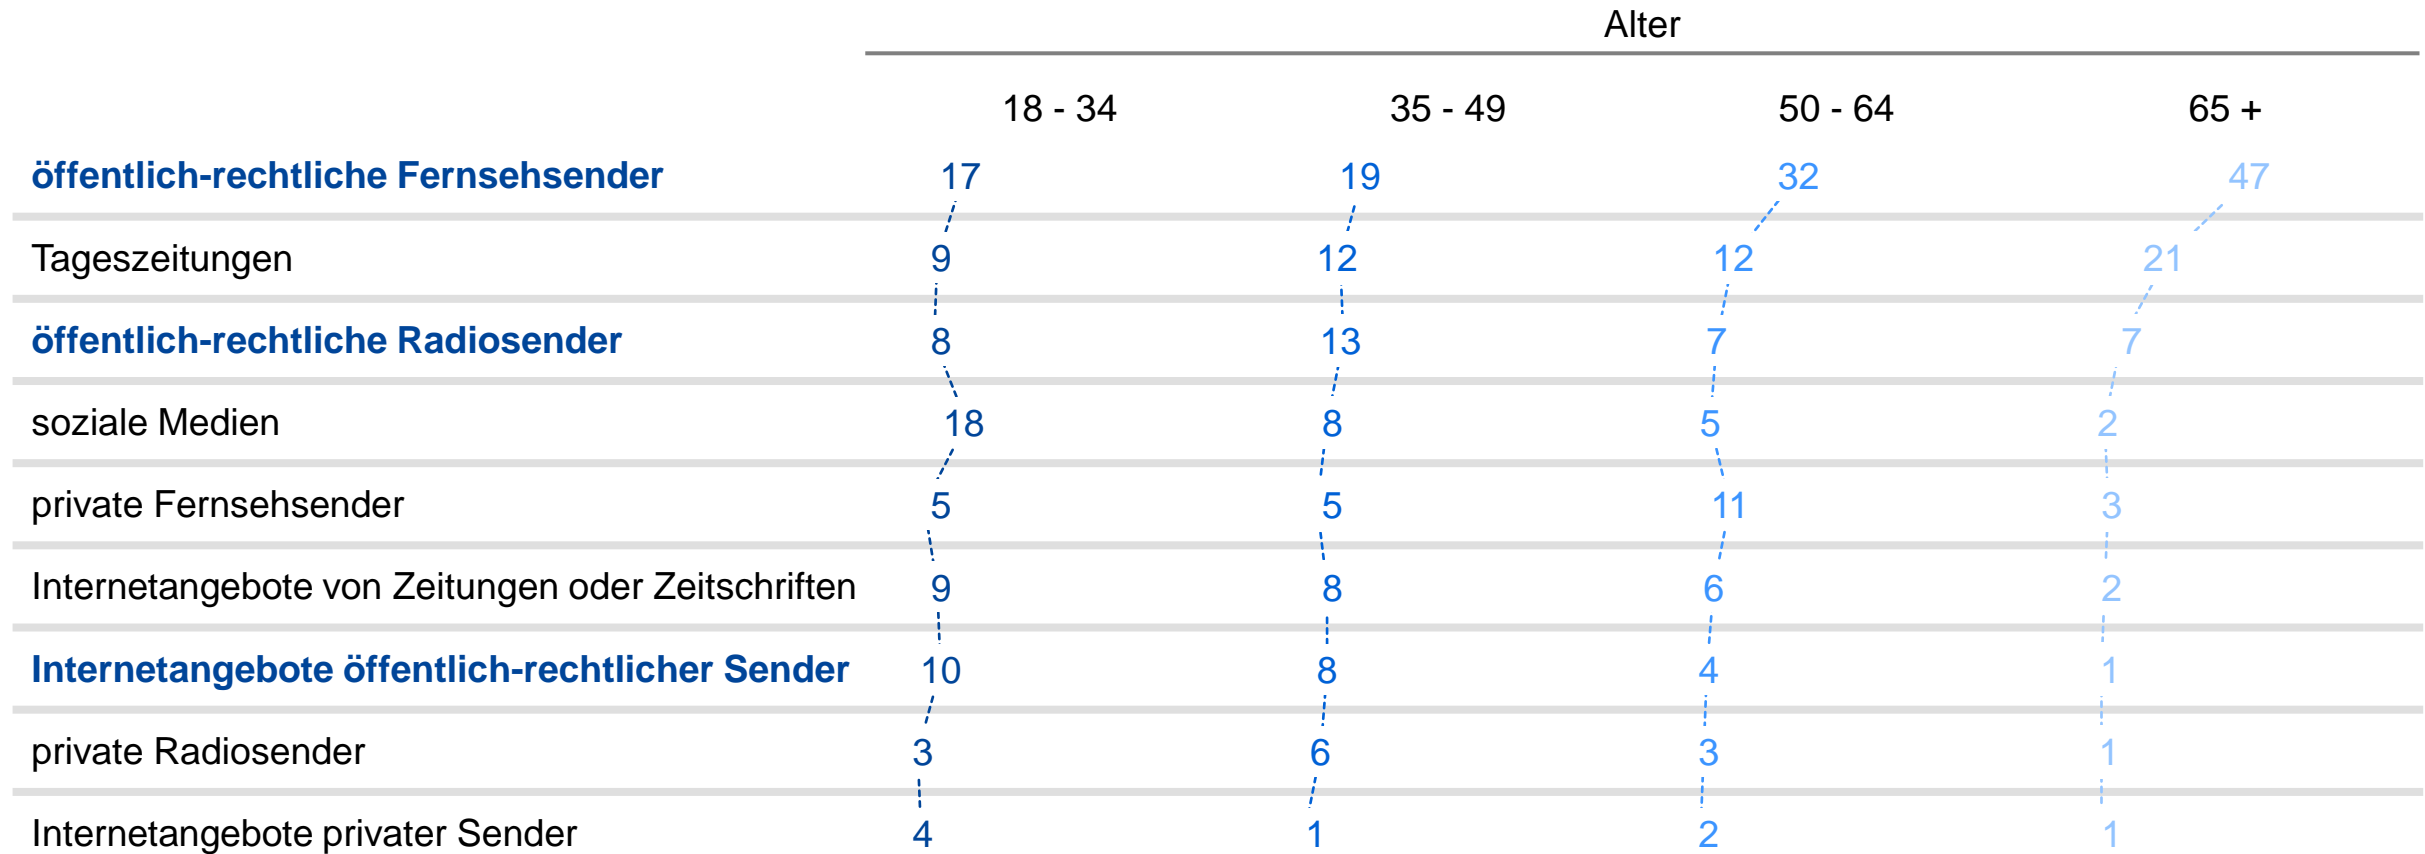 Alter
18 - 34 35 - 49 50 - 64 65 +
öffentlich-rechtliche Fernsehsender 17 19 32 47
Tageszeitungen 9 12 12 21
öffentlich-rechtliche Radiosender 8 13 7 7
soziale Medien 18 8 5 2
private Fernsehsender 5 5 11 3
Internetangebote von Zeitungen oder Zeitschriften 9 8 6 2
Internetangebote öffentlich-rechtlicher Sender 10 8 4 1
private Radiosender 3 6 3 1
Internetangebote privater Sender 4 1 2 1